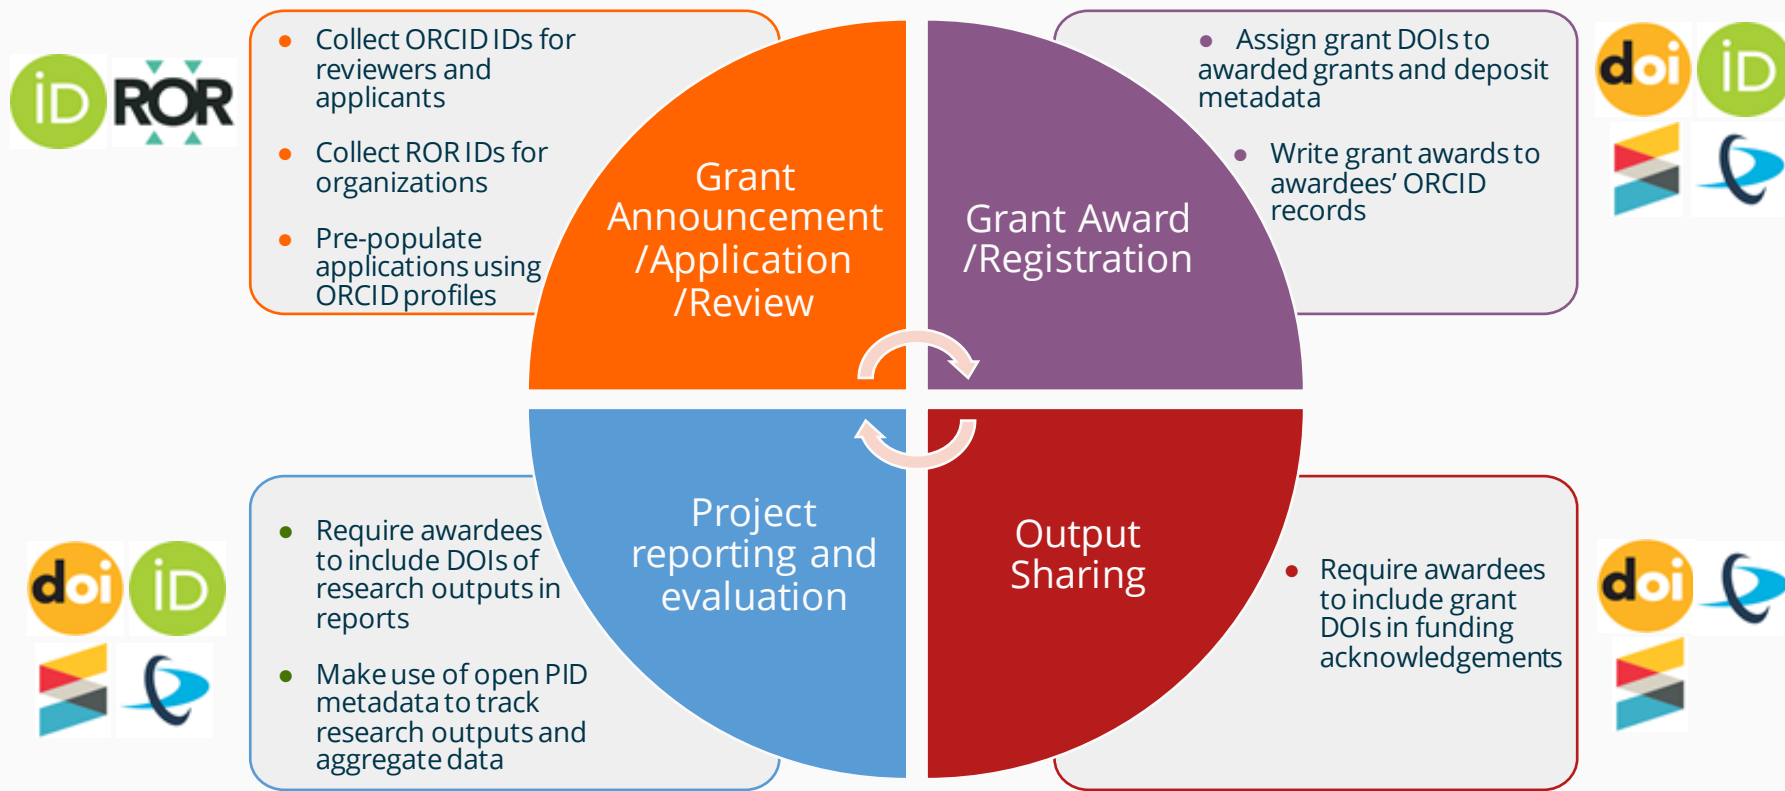 iD ROR
• Collect ORCID IDs for
reviewers and
applicants
• Collect ROR IDs for
organizations
• Pre-populate
applications using
ORCID profiles
Grant
Announcement
/Application
/Review
Grant Award
/Registration
• Assign grant DOIs to
awarded grants and deposit
metadata
• Write grant awards to
awardees’ ORCID
records
doi iD
doi iD
• Require awardees
to include DOIs of
research outputs in
reports
• Make use of open PID
metadata to track
research outputs and
aggregate data
Project
reporting and
evaluation
Output
Sharing
• Require awardees
to include grant
DOIs in funding
acknowledgements
doi